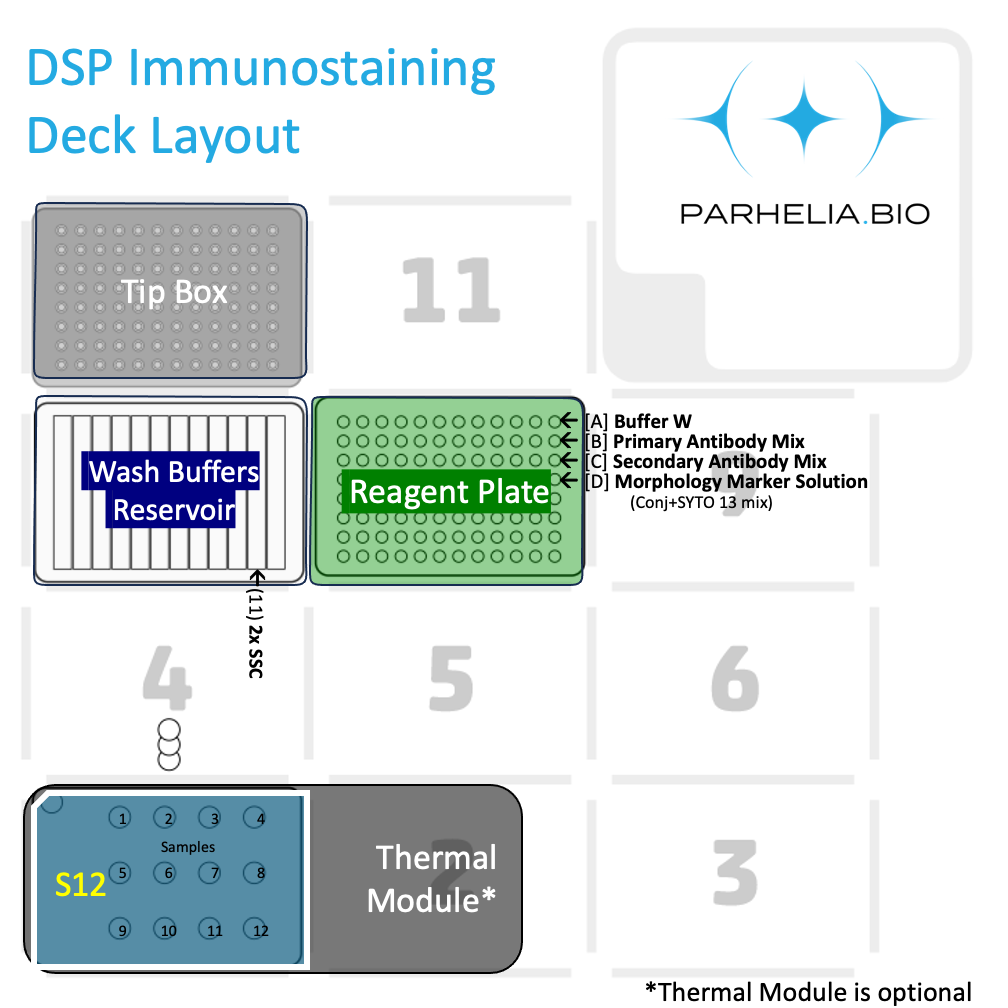 DSP Immunostaining
Deck Layout
PARHELIA.BIO
Tip Box
11
[A] Buffer W
[B] Primary Antibody Mix
[C] Secondary Antibody Mix
[D] Morphology Marker Solution
(Conj+SYTO 13 mix)
9
Wash Buffers
Reservoir
Reagent Plate
(11) 2x SSC
4
5
6
1 2 3 4
Samples
5 6 7 8
S12
9 10 11 12
Thermal
Module*
2
3
*Thermal Module is optional